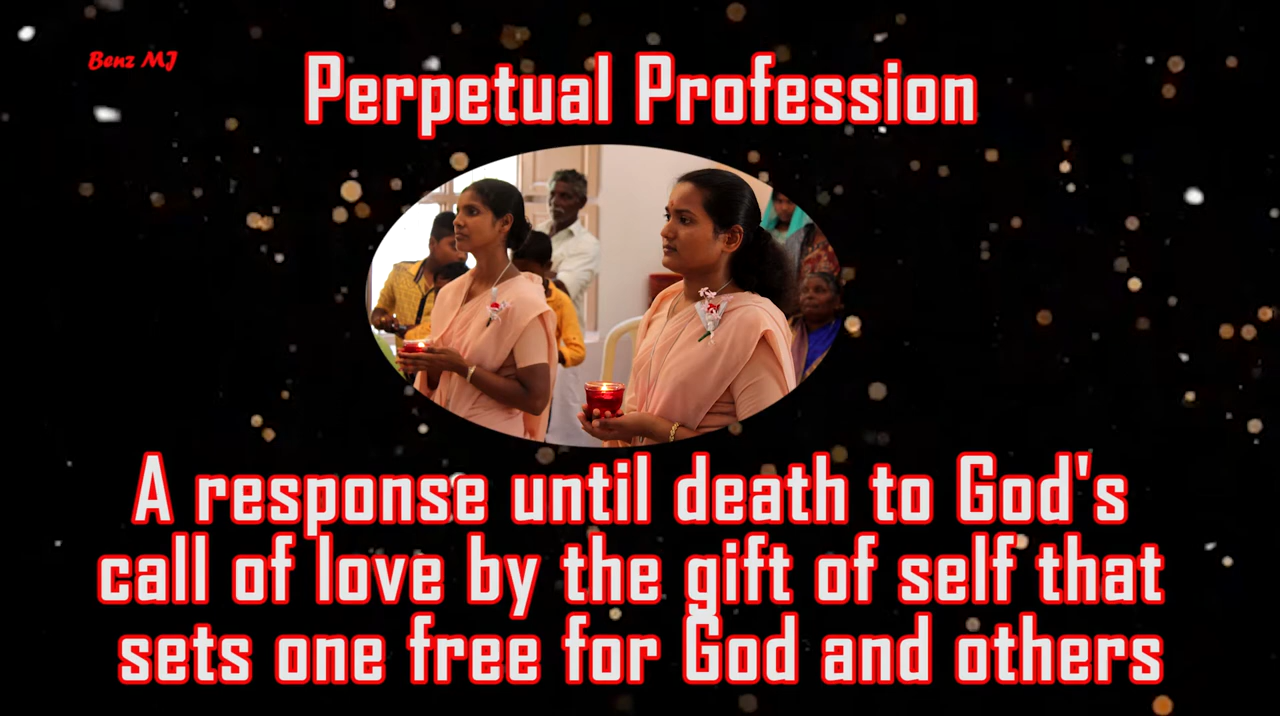 Benz MJ
Perpetual Profession
A response until death to God's
call of love by the gift of self that
sets one free for God and others